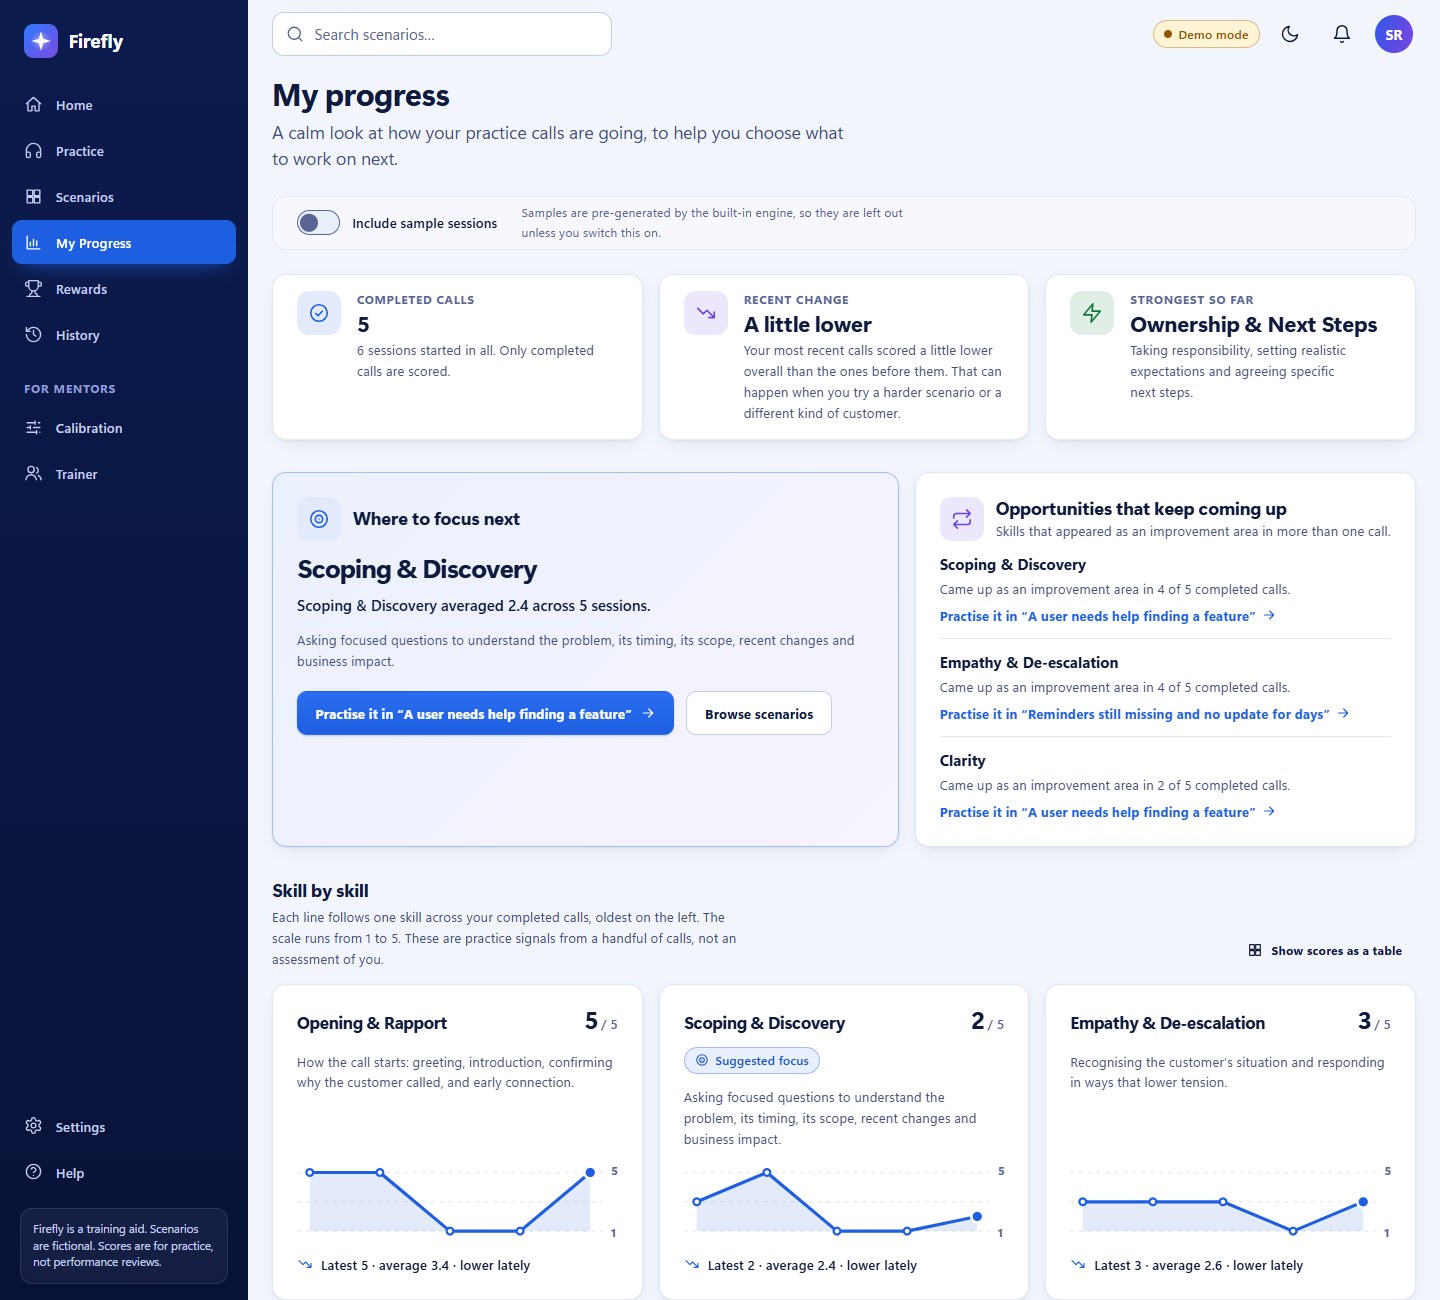 Firefly
Home
Practice
Scenarios
My Progress
Rewards
History
FOR MENTORS
Calibration
Trainer
Settings
Help
Firefly is a training aid. Scenarios
are fictional. Scores are for practice,
not performance reviews.
Search scenarios...
Demo mode
SR
My progress
A calm look at how your practice calls are going, to help you choose what
to work on next.
Include sample sessions
Samples are pre-generated by the built-in engine, so they are left out
unless you switch this on.
COMPLETED CALLS
5
6 sessions started in all. Only completed
calls are scored.
RECENT CHANGE
A little lower
Your most recent calls scored a little lower
overall than the ones before them. That can
happen when you try a harder scenario or a
different kind of customer.
STRONGEST SO FAR
Ownership & Next Steps
Taking responsibility, setting realistic
expectations and agreeing specific
next steps.
Where to focus next
Scoping & Discovery
Scoping & Discovery averaged 2.4 across 5 sessions.
Asking focused questions to understand the problem, its timing, its scope, recent changes and
business impact.
Practise it in “A user needs help finding a feature” →
Browse scenarios
Opportunities that keep coming up
Skills that appeared as an improvement area in more than one call.
Scoping & Discovery
Came up as an improvement area in 4 of 5 completed calls.
Practise it in “A user needs help finding a feature” →
Empathy & De-escalation
Came up as an improvement area in 4 of 5 completed calls.
Practise it in “Reminders still missing and no update for days” →
Clarity
Came up as an improvement area in 2 of 5 completed calls.
Practise it in “A user needs help finding a feature” →
Skill by skill
Each line follows one skill across your completed calls, oldest on the left. The
scale runs from 1 to 5. These are practice signals from a handful of calls, not an
assessment of you.
Show scores as a table
Opening & Rapport
5 / 5
How the call starts: greeting, introduction, confirming
why the customer called, and early connection.
5
1
Latest 5 · average 3.4 · lower lately
Scoping & Discovery
2 / 5
Suggested focus
Asking focused questions to understand the
problem, its timing, its scope, recent changes and
business impact.
5
1
Latest 2 · average 2.4 · lower lately
Empathy & De-escalation
3 / 5
Recognising the customer's situation and responding
in ways that lower tension.
5
1
Latest 3 · average 2.6 · lower lately